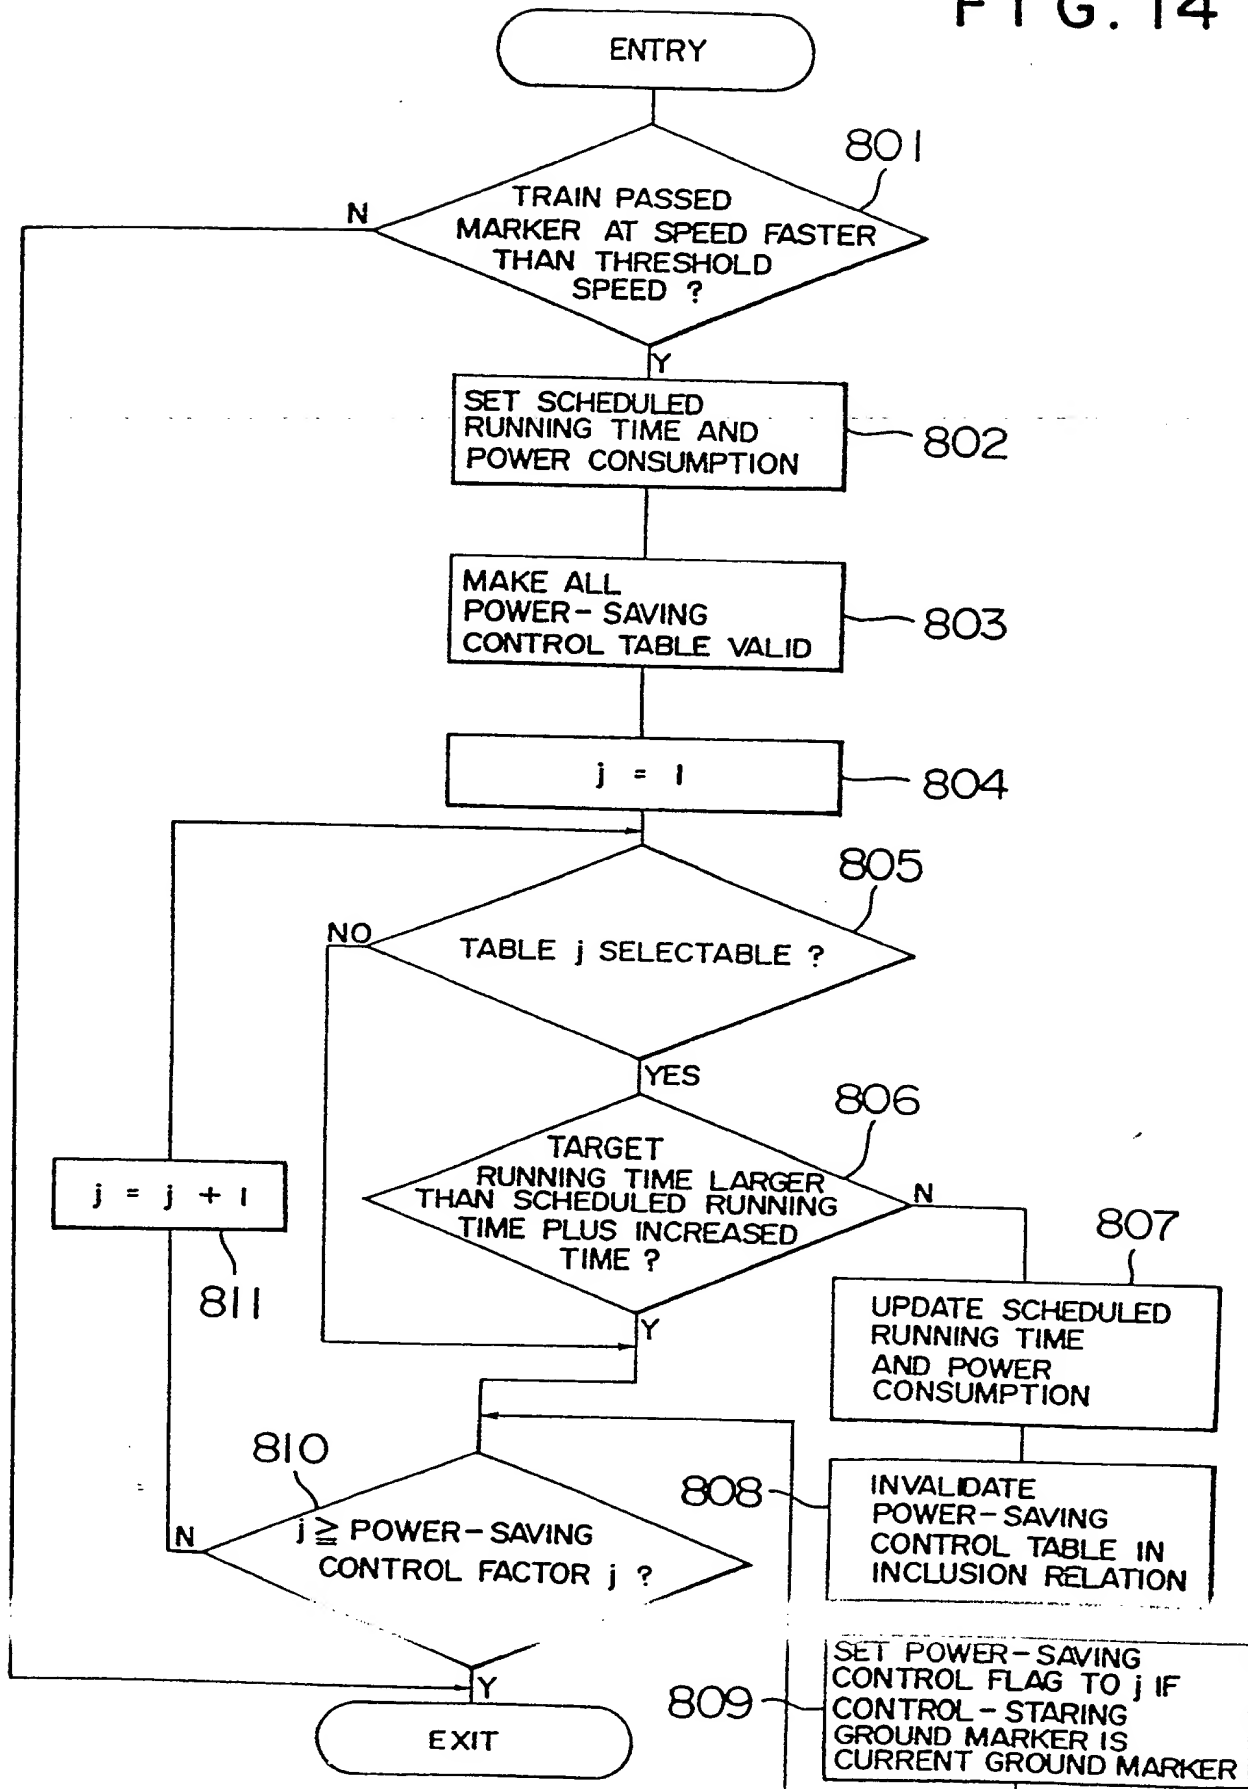 FIG. 14
ENTRY
801
TRAIN PASSED
MARKER AT SPEED FASTER
THAN THRESHOLD
SPEED ?
N
Y
SET SCHEDULED
RUNNING TIME AND
POWER CONSUMPTION
802
MAKE ALL
POWER-SAVING
CONTROL TABLE VALID
803
j = 1
804
805
NO
TABLE j SELECTABLE ?
YES
806
TARGET
RUNNING TIME LARGER
THAN SCHEDULED RUNNING
TIME PLUS INCREASED
TIME ?
N
Y
j = j + 1
811
807
UPDATE SCHEDULED
RUNNING TIME
AND POWER
CONSUMPTION
808
INVALIDATE
POWER-SAVING
CONTROL TABLE IN
INCLUSION RELATION
810
N
j ≧ POWER-SAVING
CONTROL FACTOR j ?
Y
809
SET POWER-SAVING
CONTROL FLAG TO j IF
CONTROL-STARING
GROUND MARKER IS
CURRENT GROUND MARKER
EXIT